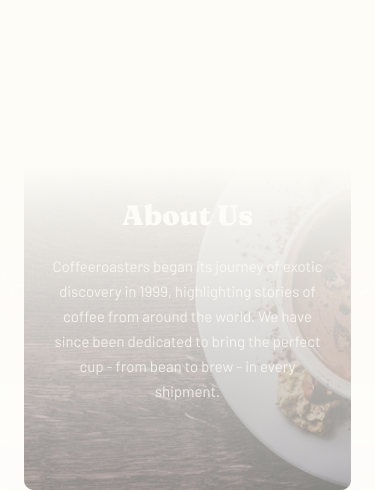 About Us
Coffeeroasters began its journey of exotic
discovery in 1999, highlighting stories of
coffee from around the world. We have
since been dedicated to bring the perfect
cup - from bean to brew - in every
shipment.